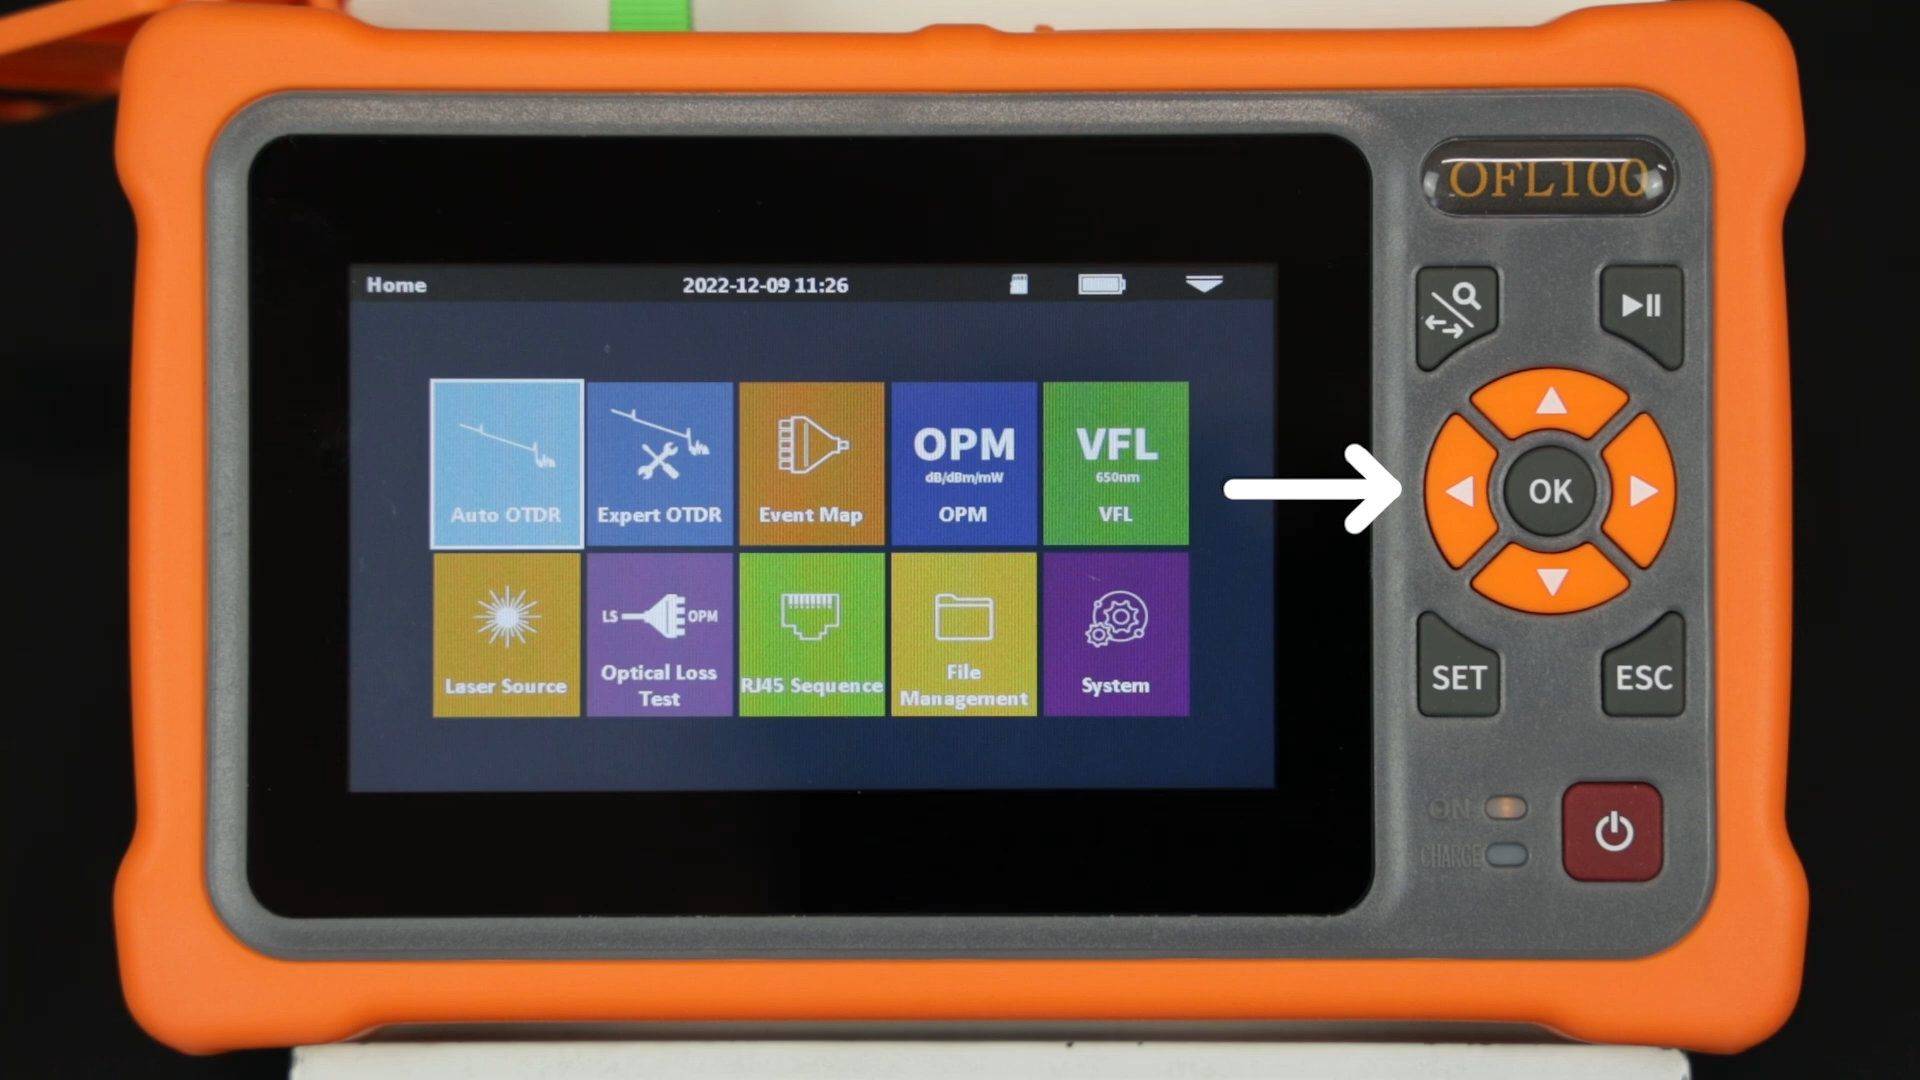 OFL100
Home
2022-12-09 11:26
Auto OTDR
Expert OTDR
Event Map
OPM
dB/dBm/mW
OPM
VFL
650nm
VFL
Laser Source
LS
OPM
Optical Loss
Test
RJ45 Sequence
File
Management
System
OK
SET
ESC
ON
CHARGE